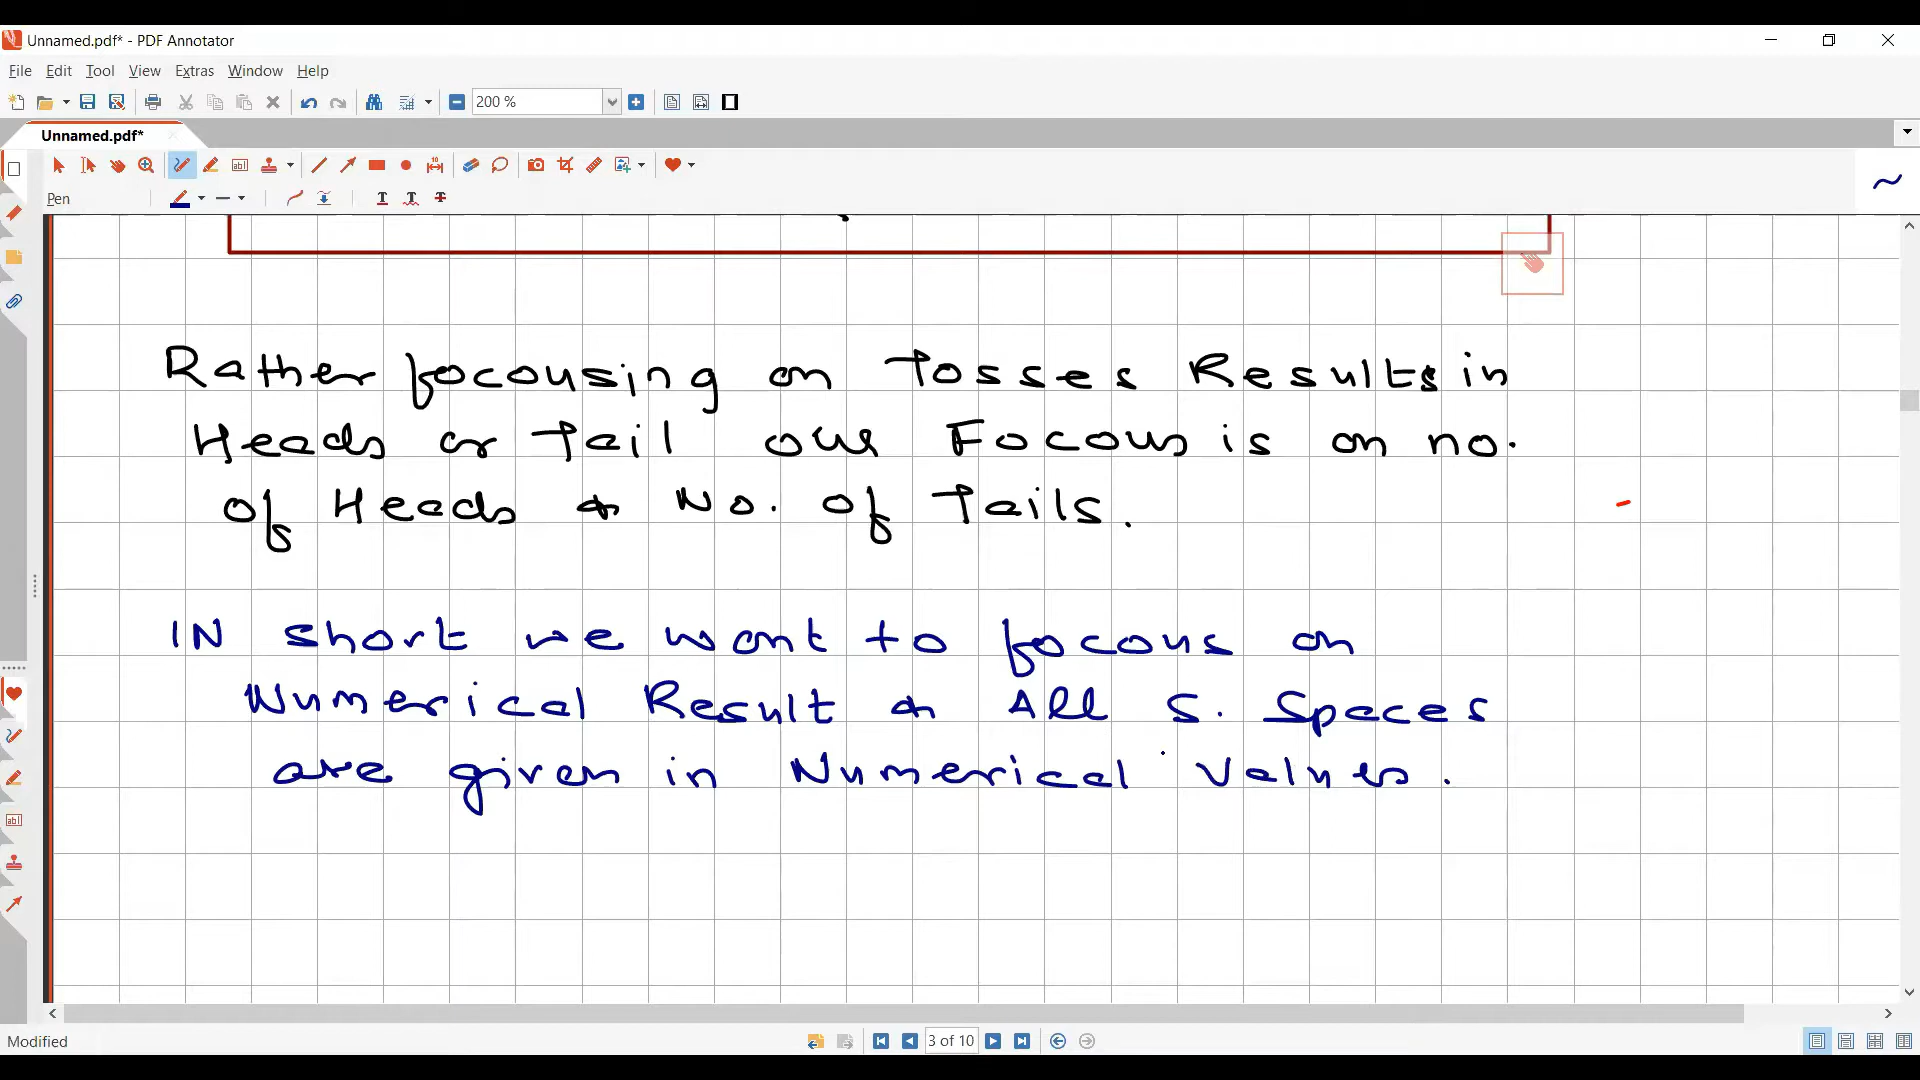 Unnamed.pdf* - PDF Annotator
File Edit Tool View Extras Window Help
200 %
Unnamed.pdf*
Pen
Rather focousing on Tosses Results in
Heads or Tail our Focous is on no.
of Heads & No. of Tails.
IN short we want to focous on
Numerical Result & All S. Spaces
are given in Numerical Values.
Modified
3 of 10